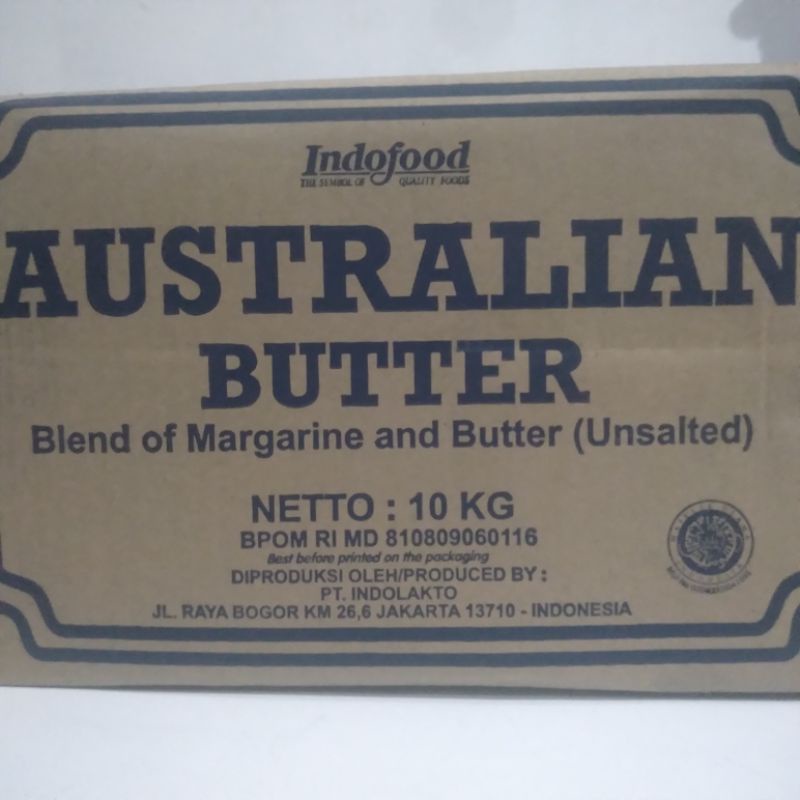 Indofood
THE SYMBOL OF QUALITY FOODS
AUSTRALIAN
BUTTER
Blend of Margarine and Butter (Unsalted)
NETTO : 10 KG
BPOM RI MD 810809060116
Best before printed on the packaging
DIPRODUKSI OLEH/PRODUCED BY :
PT. INDOLAKTO
JL. RAYA BOGOR KM 26,6 JAKARTA 13710 - INDONESIA